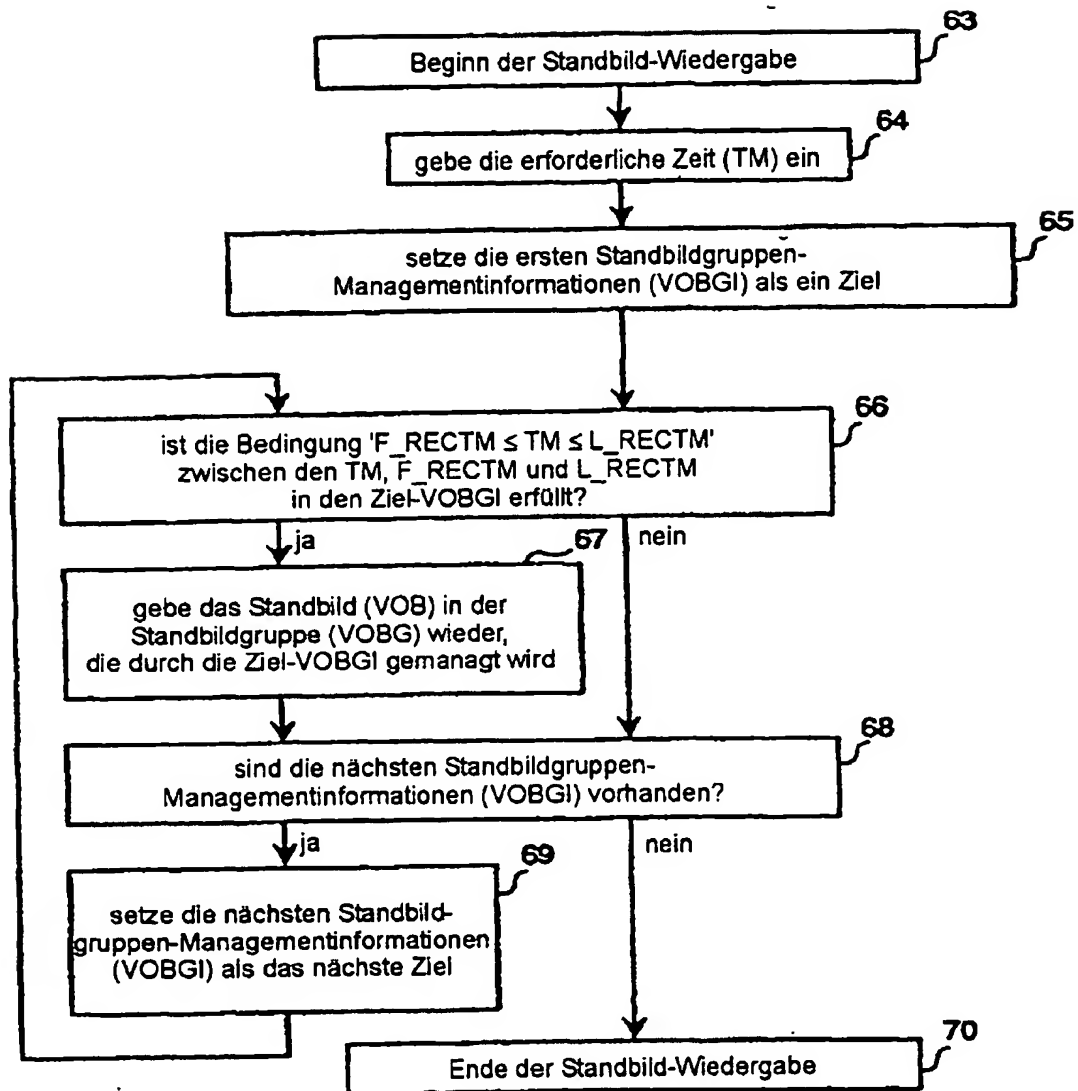 63
Beginn der Standbild-Wiedergabe
64
gebe die erforderliche Zeit (TM) ein
65
setze die ersten Standbildgruppen-
Managementinformationen (VOBGI) als ein Ziel
66
ist die Bedingung 'F_RECTM ≤ TM ≤ L_RECTM'
zwischen den TM, F_RECTM und L_RECTM
in den Ziel-VOBGI erfüllt?
ja
nein
67
gebe das Standbild (VOB) in der
Standbildgruppe (VOBG) wieder,
die durch die Ziel-VOBGI gemanagt wird
68
sind die nächsten Standbildgruppen-
Managementinformationen (VOBGI) vorhanden?
ja
nein
69
setze die nächsten Standbild-
gruppen-Managementinformationen
(VOBGI) als das nächste Ziel
70
Ende der Standbild-Wiedergabe